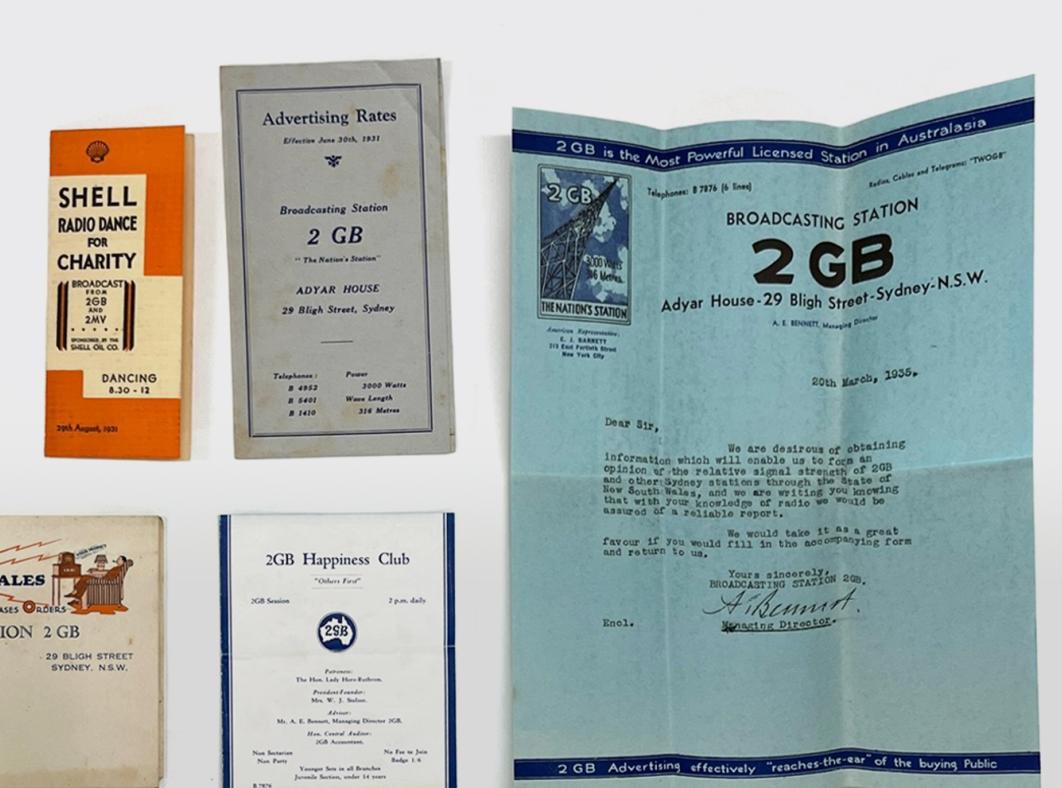 SHELL
RADIO DANCE
FOR
CHARITY
BROADCAST
FROM
2GB
AND
2MV
SPONSORED BY THE
SHELL OIL CO.
DANCING
8.30 - 12
29th August, 1931
Advertising Rates
Effective June 30th, 1931
Broadcasting Station
2 GB
"The Nation's Station"
ADYAR HOUSE
29 Bligh Street, Sydney
Telephones: Power
B 4952 3000 Watts
B 5401 Wave Length
B 1410 316 Metres
2 GB is the Most Powerful Licensed Station in Australasia
Telephones: B 7876 (6 lines)
Radios, Cables and Telegrams: "TWOGB"
2 GB
3000 Watts
316 Metres
THE NATION'S STATION
American Representative:
E. J. BARNETT
East Fortieth Street
New York City
BROADCASTING STATION
2GB
Adyar House-29 Bligh Street-Sydney-N.S.W.
A. E. BENNETT, Managing Director
20th March, 1935.
Dear Sir,
We are desirous of obtaining
information which will enable us to form an
opinion of the relative signal strength of 2GB
and other Sydney stations through the State of
New South Wales, and we are writing you knowing
that with your knowledge of radio we would be
assured of a reliable report.
We would take it as a great
favour if you would fill in the accompanying form
and return to us.
Yours sincerely,
BROADCASTING STATION 2GB.
A. Bennett.
Encl. Managing Director.
2 GB Advertising effectively "reaches-the-ear" of the buying Public
ALES
ASES ORDERS
ION 2 GB
29 BLIGH STREET
SYDNEY, N.S.W.
2GB Happiness Club
"Others First"
2GB Session 2 p.m. daily
2GB
Patroness:
The Hon. Lady Hore-Ruthven.
President-Founder:
Mrs. W. J. Stelzer.
Advisor:
Mr. A. E. Bennett, Managing Director 2GB.
Hon. Central Auditor:
2GB Accountant.
Non Sectarian No Fee to Join
Non Party Badge 1/6
Younger Sets in all Branches
Juvenile Section, under 14 years
B 7876